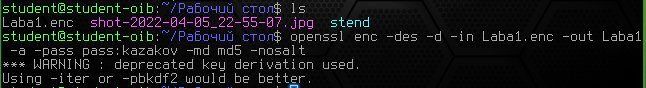 student@student-oib:~/Рабочий стол$ ls
Laba1.enc shot-2022-04-05_22-55-07.jpg stend
student@student-oib:~/Рабочий стол$ openssl enc -des -d -in Laba1.enc -out Laba1
-a -pass pass:kazakov -md md5 -nosalt
*** WARNING : deprecated key derivation used.
Using -iter or -pbkdf2 would be better.